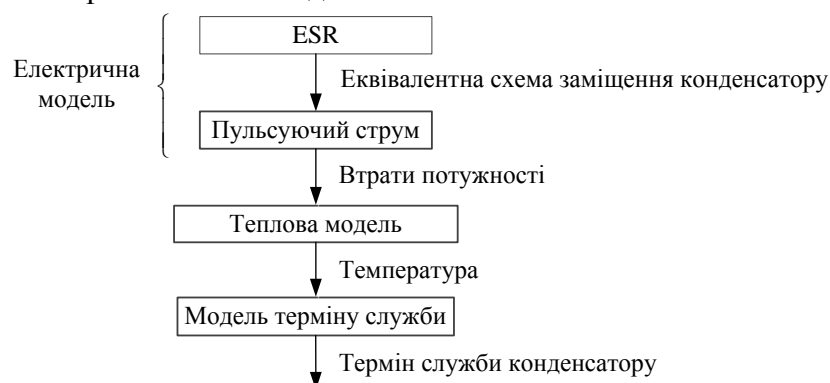 ESR
Електрична
модель
Еквівалентна схема заміщення конденсатору
Пульсуючий струм
Втрати потужності
Теплова модель
Температура
Модель терміну служби
Термін служби конденсатору